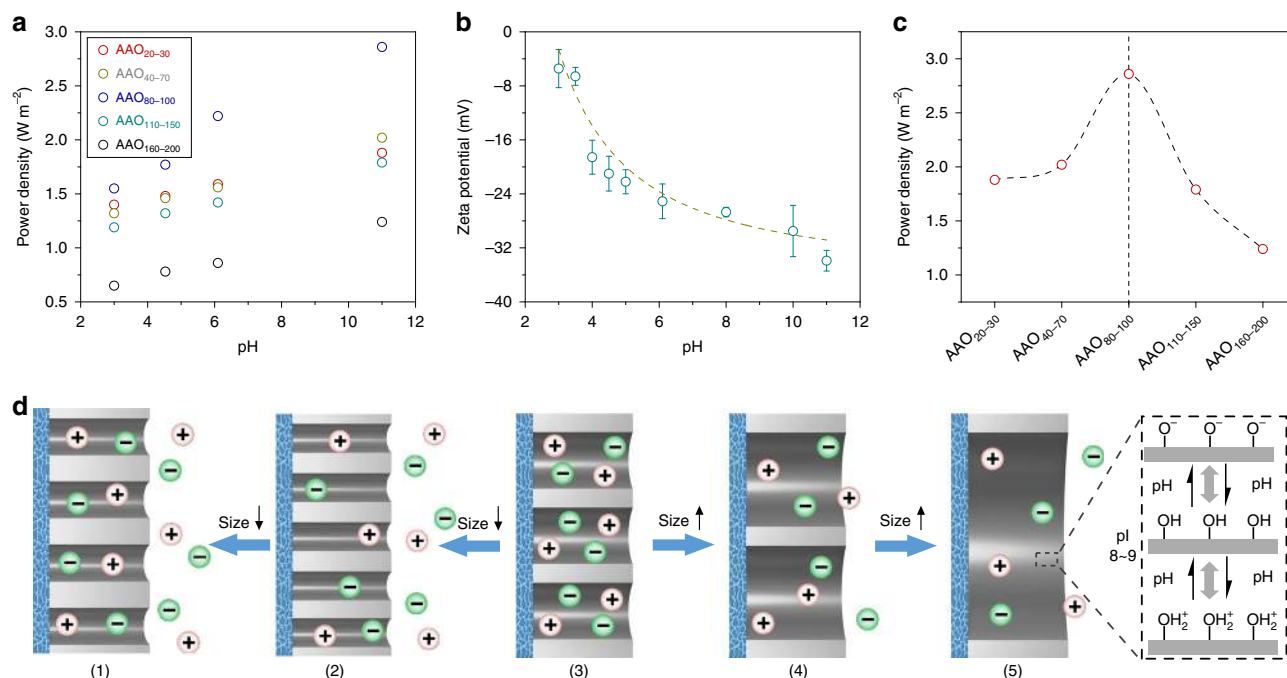 a
3.0
2.5
2.0
1.5
1.0
0.5
Power density (W m⁻²)
AAO₂₀₋₃₀
AAO₄₀₋₇₀
AAO₈₀₋₁₀₀
AAO₁₁₀₋₁₅₀
AAO₁₆₀₋₂₀₀
2 4 6 8 10 12
pH
b
0
−8
−16
−24
−32
−40
Zeta potential (mV)
2 4 6 8 10 12
pH
c
3.0
2.5
2.0
1.5
1.0
Power density (W m⁻²)
AAO₂₀₋₃₀
AAO₄₀₋₇₀
AAO₈₀₋₁₀₀
AAO₁₁₀₋₁₅₀
AAO₁₆₀₋₂₀₀
d
Size ↓
Size ↓
Size ↑
Size ↑
(1)
(2)
(3)
(4)
(5)
O⁻ O⁻ O⁻
pH pH
OH OH OH
pI
8~9
pH pH
OH₂⁺ OH₂⁺ OH₂⁺